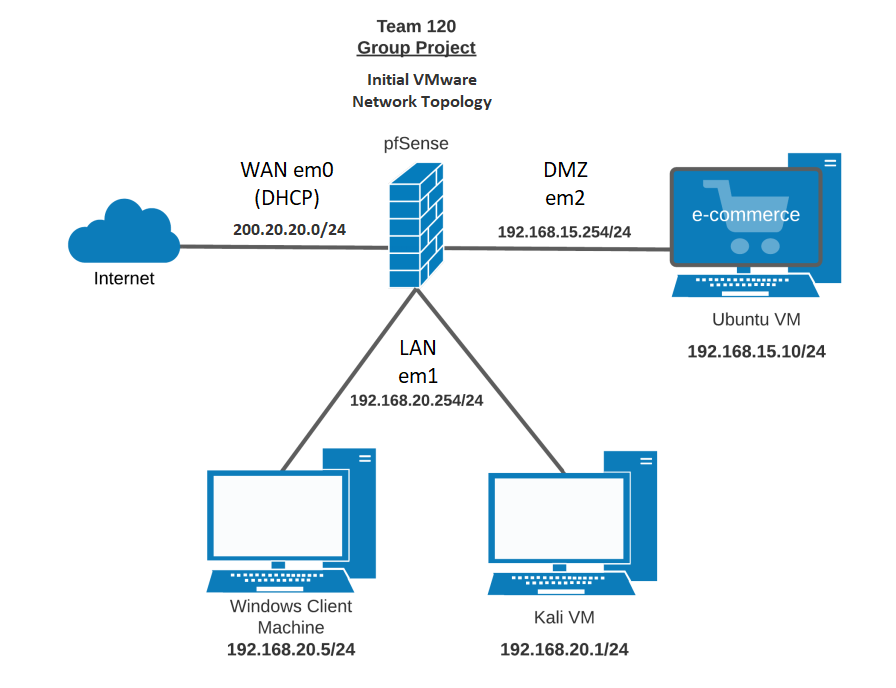 Team 120
Group Project
Initial VMware
Network Topology
pfSense
WAN em0
(DHCP)
200.20.20.0/24
DMZ
em2
192.168.15.254/24
e-commerce
Internet
Ubuntu VM
192.168.15.10/24
LAN
em1
192.168.20.254/24
Windows Client
Machine
192.168.20.5/24
Kali VM
192.168.20.1/24